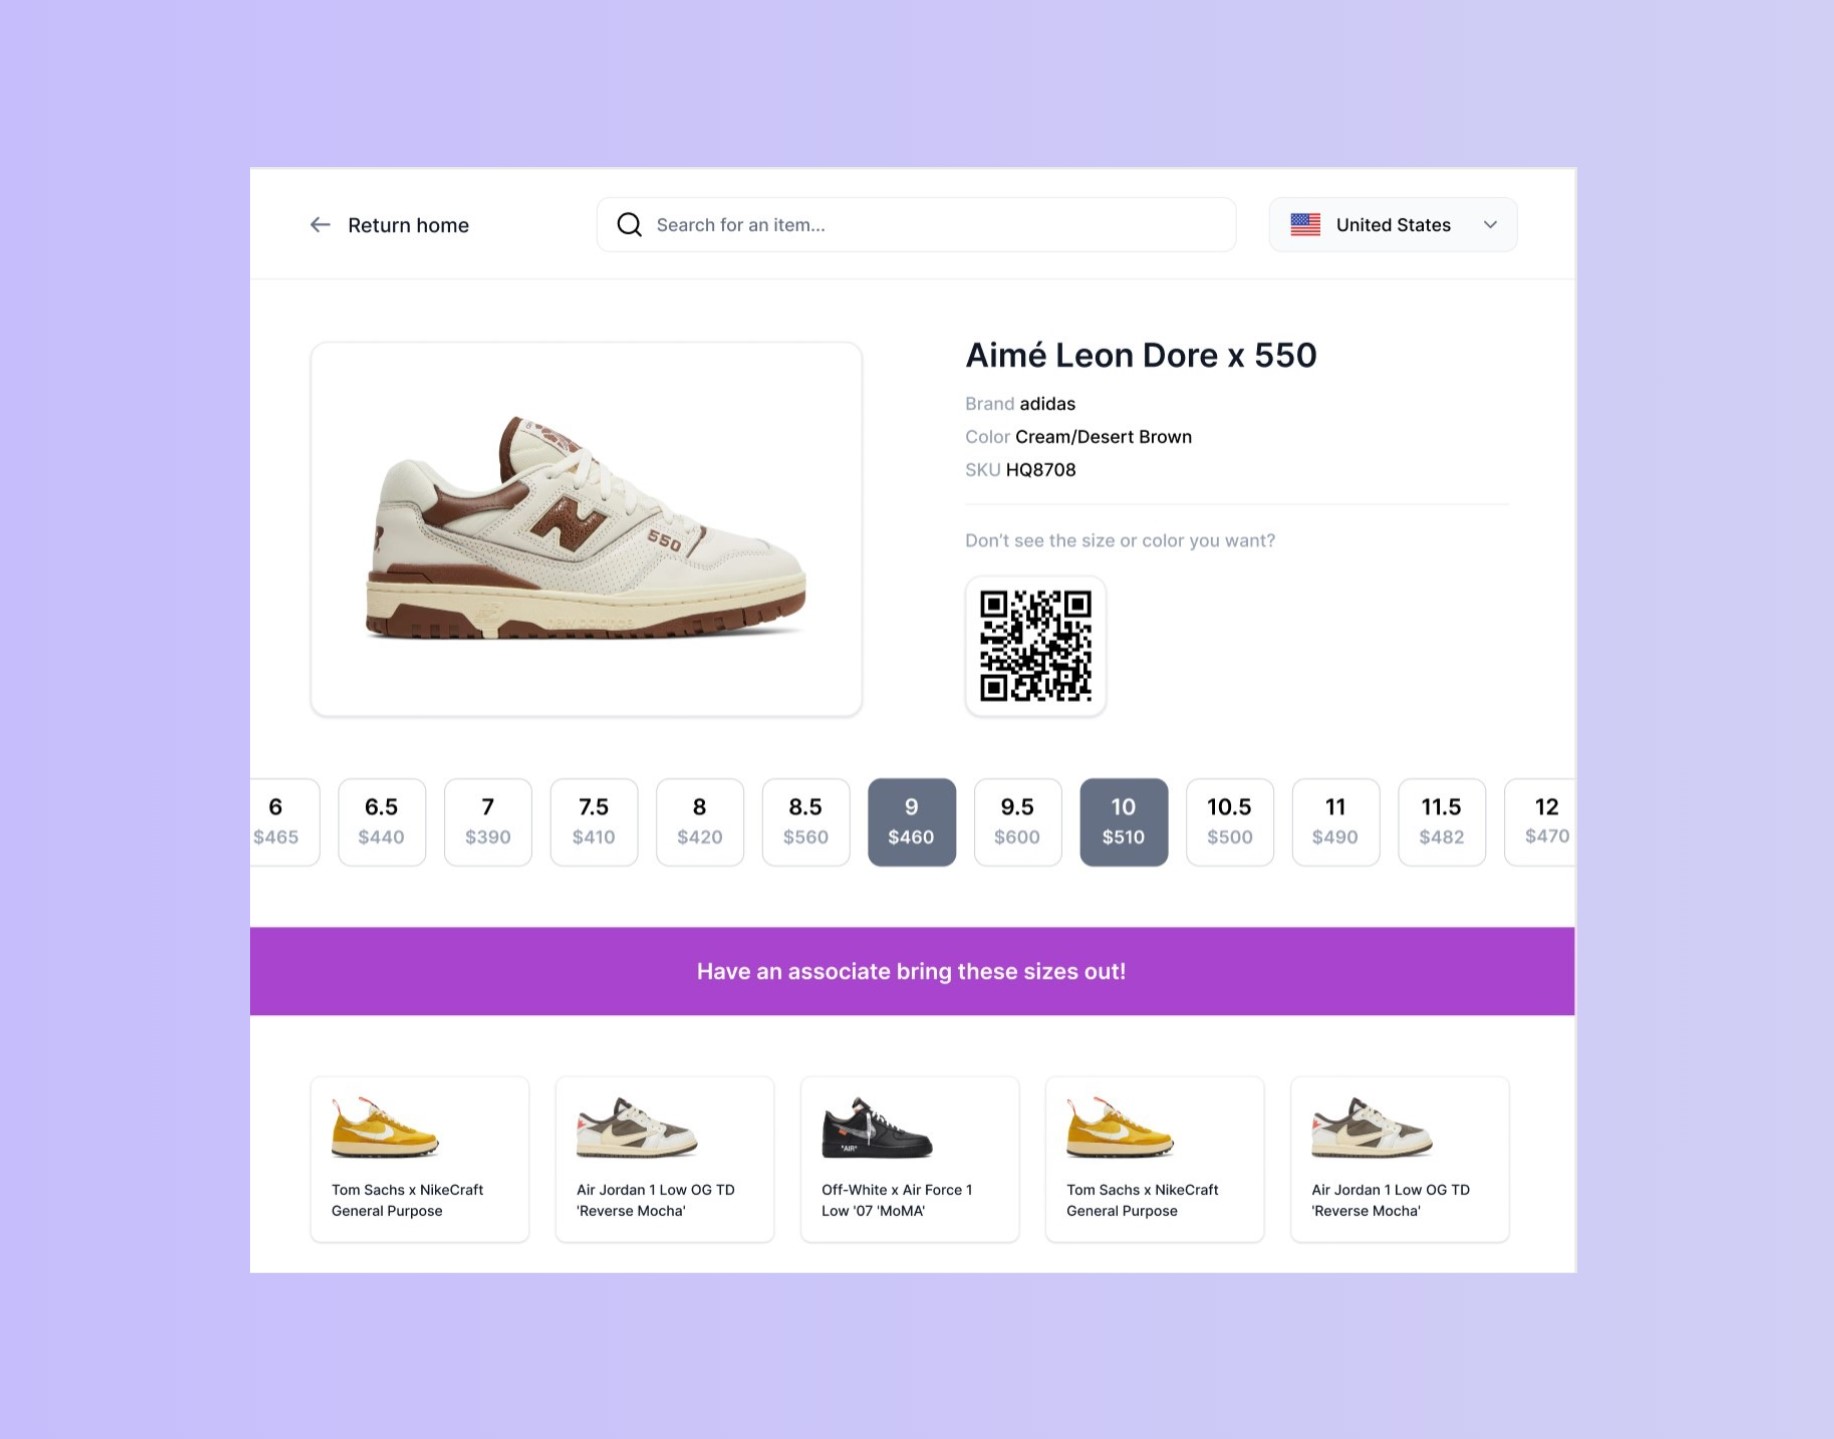 Return home
Search for an item...
United States
Aimé Leon Dore x 550
Brand adidas
Color Cream/Desert Brown
SKU HQ8708
Don't see the size or color you want?
N
550
6 6.5 7 7.5 8 8.5 9 9.5 10 10.5 11 11.5 12
$465 $440 $390 $410 $420 $560 $460 $600 $510 $500 $490 $482 $470
Have an associate bring these sizes out!
"AIR"
Tom Sachs x NikeCraft
General Purpose
Air Jordan 1 Low OG TD
'Reverse Mocha'
Off-White x Air Force 1
Low '07 'MoMA'
Tom Sachs x NikeCraft
General Purpose
Air Jordan 1 Low OG TD
'Reverse Mocha'